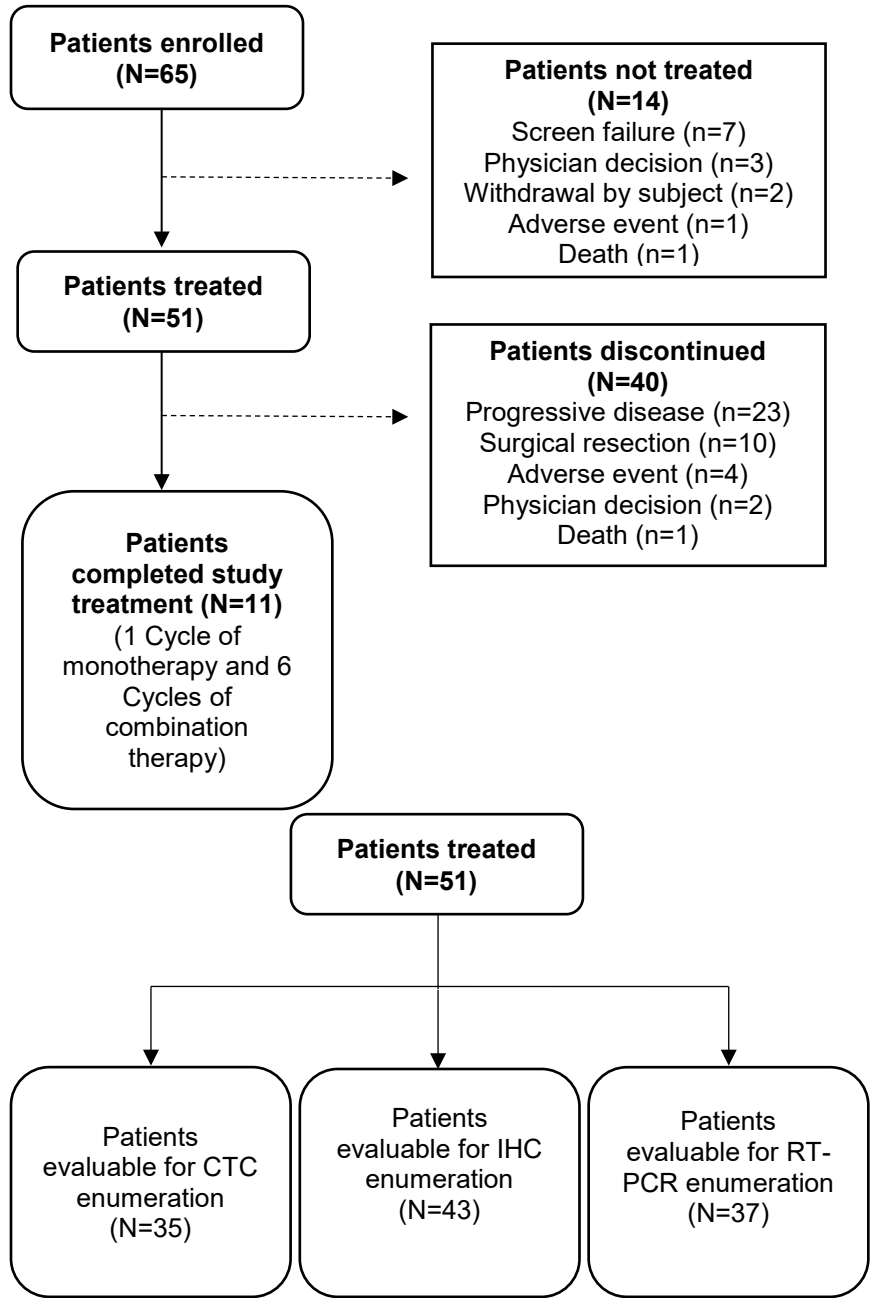 Patients enrolled
(N=65)
Patients not treated
(N=14)
Screen failure (n=7)
Physician decision (n=3)
Withdrawal by subject (n=2)
Adverse event (n=1)
Death (n=1)
Patients treated
(N=51)
Patients discontinued
(N=40)
Progressive disease (n=23)
Surgical resection (n=10)
Adverse event (n=4)
Physician decision (n=2)
Death (n=1)
Patients
completed study
treatment (N=11)
(1 Cycle of
monotherapy and 6
Cycles of
combination
therapy)
Patients treated
(N=51)
Patients
evaluable for CTC
enumeration
(N=35)
Patients
evaluable for IHC
enumeration
(N=43)
Patients
evaluable for RT-
PCR enumeration
(N=37)